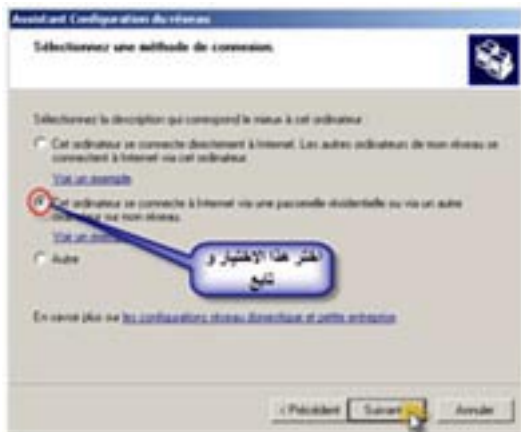 Assistant Configuration du réseau
Sélectionnez une méthode de connexion.
Sélectionnez la description qui correspond le mieux à cet ordinateur :
Cet ordinateur se connecte directement à Internet. Les autres ordinateurs de mon réseau se
connectent à Internet via cet ordinateur.
Voir un exemple
Cet ordinateur se connecte à Internet via une passerelle résidentielle ou via un autre
ordinateur sur mon réseau.
Voir un
Autre
اختر هذا الاختيار و
تابع
En savoir plus sur les configurations réseau domestique et petite entreprise
< Précédent
Suivant
Annuler